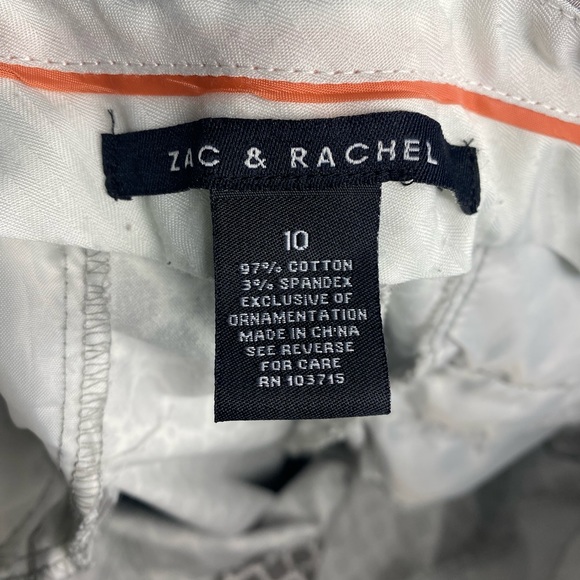 ZAC & RACHEL
10
97% COTTON
3% SPANDEX
EXCLUSIVE OF
ORNAMENTATION
MADE IN CHINA
SEE REVERSE
FOR CARE
RN 103715